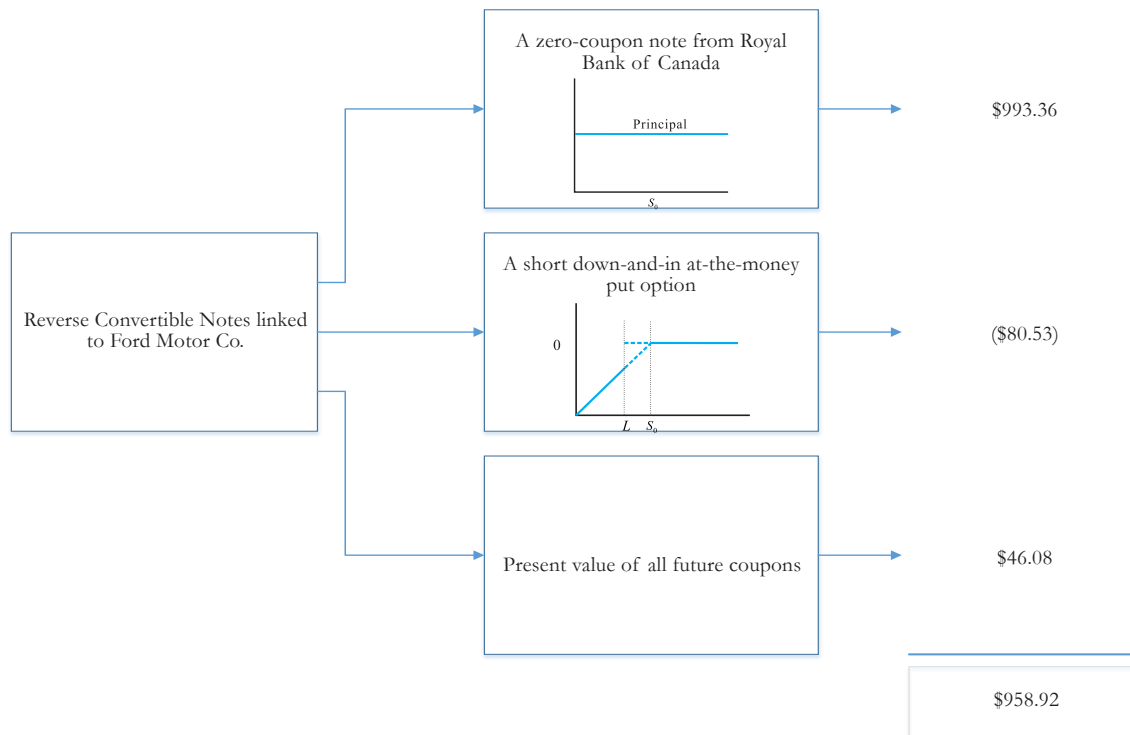 A zero-coupon note from Royal
Bank of Canada
Principal
S₀
$993.36
Reverse Convertible Notes linked
to Ford Motor Co.
A short down-and-in at-the-money
put option
0
L S₀
($80.53)
Present value of all future coupons
$46.08
$958.92